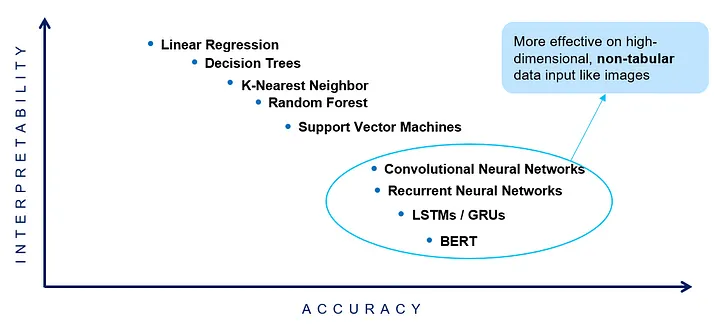 INTERPRETABILITY
Linear Regression
Decision Trees
K-Nearest Neighbor
Random Forest
Support Vector Machines
Convolutional Neural Networks
Recurrent Neural Networks
LSTMs / GRUs
BERT
More effective on high-
dimensional, non-tabular
data input like images
ACCURACY